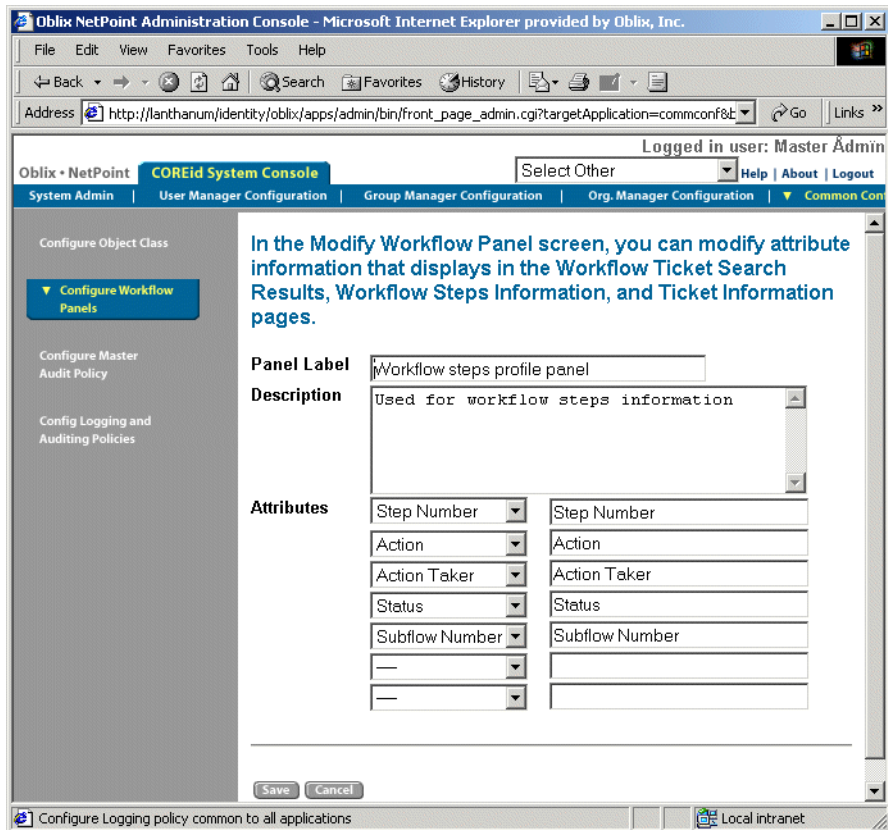 Oblix NetPoint Administration Console - Microsoft Internet Explorer provided by Oblix, Inc.
File Edit View Favorites Tools Help
Back Search Favorites History
Address http://lanthanum/identity/oblix/apps/admin/bin/front_page_admin.cgi?targetApplication=commconf&b Go Links »
Logged in user: Master Ådmïn
Oblix • NetPoint COREid System Console Select Other Help | About | Logout
System Admin | User Manager Configuration | Group Manager Configuration | Org. Manager Configuration | ▼ Common Con
Configure Object Class
▼ Configure Workflow
Panels
Configure Master
Audit Policy
Config Logging and
Auditing Policies
In the Modify Workflow Panel screen, you can modify attribute
information that displays in the Workflow Ticket Search
Results, Workflow Steps Information, and Ticket Information
pages.
Panel Label Workflow steps profile panel
Description Used for workflow steps information
Attributes Step Number Step Number
Action Action
Action Taker Action Taker
Status Status
Subflow Number Subflow Number
—
—
Save Cancel
Configure Logging policy common to all applications Local intranet